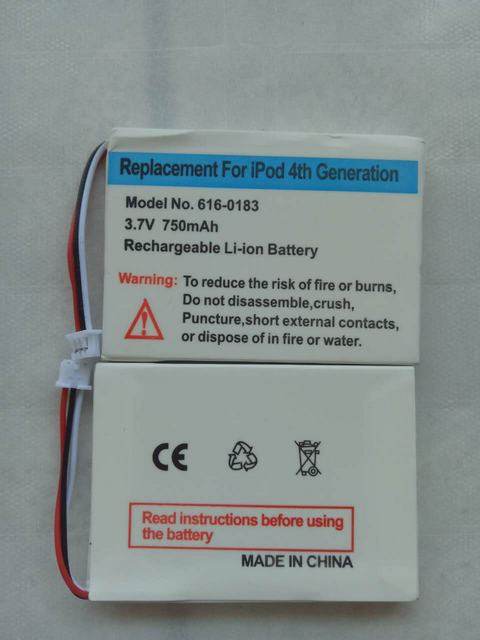 Replacement For iPod 4th Generation
Model No. 616-0183
3.7V 750mAh
Rechargeable Li-ion Battery
Warning: To reduce the risk of fire or burns,
Do not disassemble,crush,
Puncture,short external contacts,
or dispose of in fire or water.
CE
Read instructions before using
the battery
MADE IN CHINA